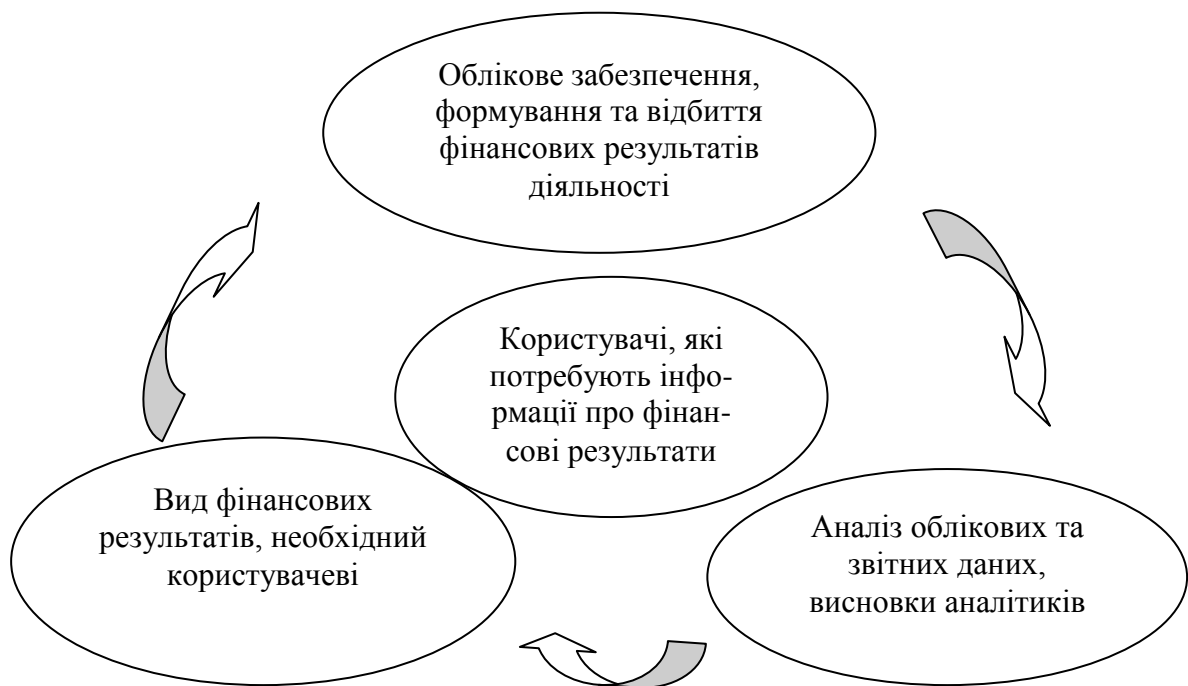 Облікове забезпечення,
формування та відбиття
фінансових результатів
діяльності
Користувачі, які
потребують інфо-
рмації про фінан-
сові результати
Вид фінансових
результатів, необхідний
користувачеві
Аналіз облікових та
звітних даних,
висновки аналітиків